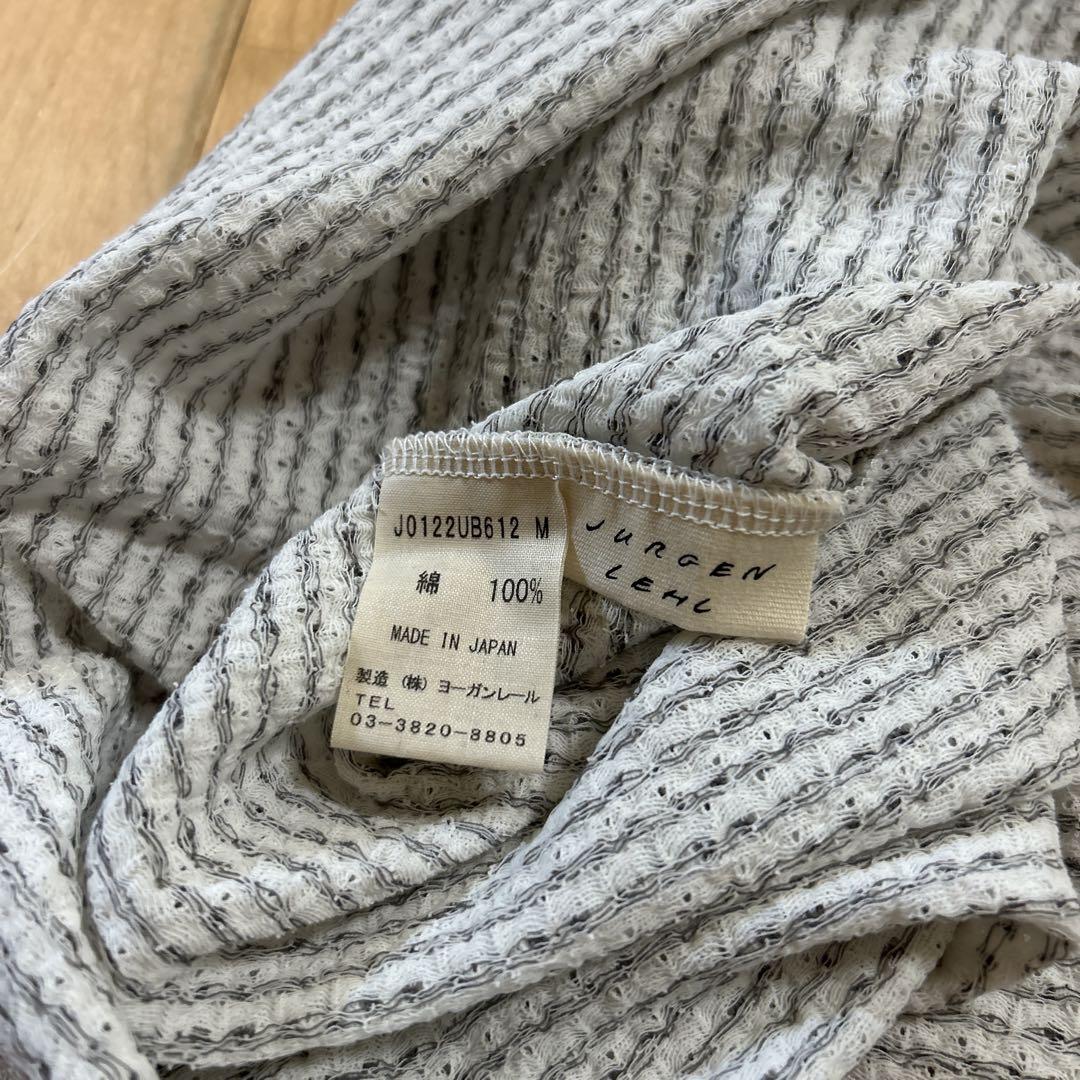 J0122UB612 M
綿 100%
MADE IN JAPAN
製造 (株) ヨーガンレール
TEL
03-3820-8805
JURGEN
LEHL